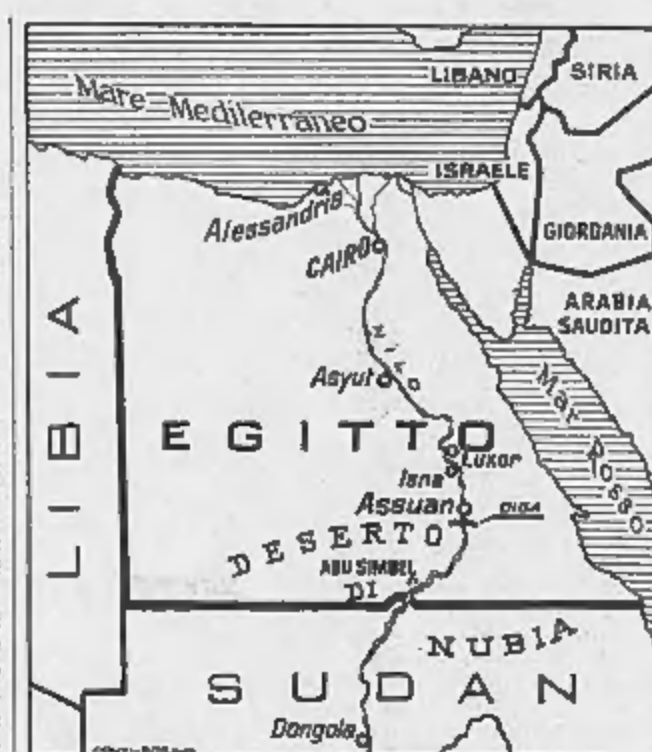 LIBANO
SIRIA
Mare Mediterraneo
ISRAELE
Alessandria
GIORDANIA
CAIRO
ARABIA
SAUDITA
LIBIA
Nilo
Mar Rosso
Asyut
EGITTO
Luxor
Isna
Assuan
DIGA
DESERTO
ABU SIMBEL
DI
NUBIA
SUDAN
Dongola